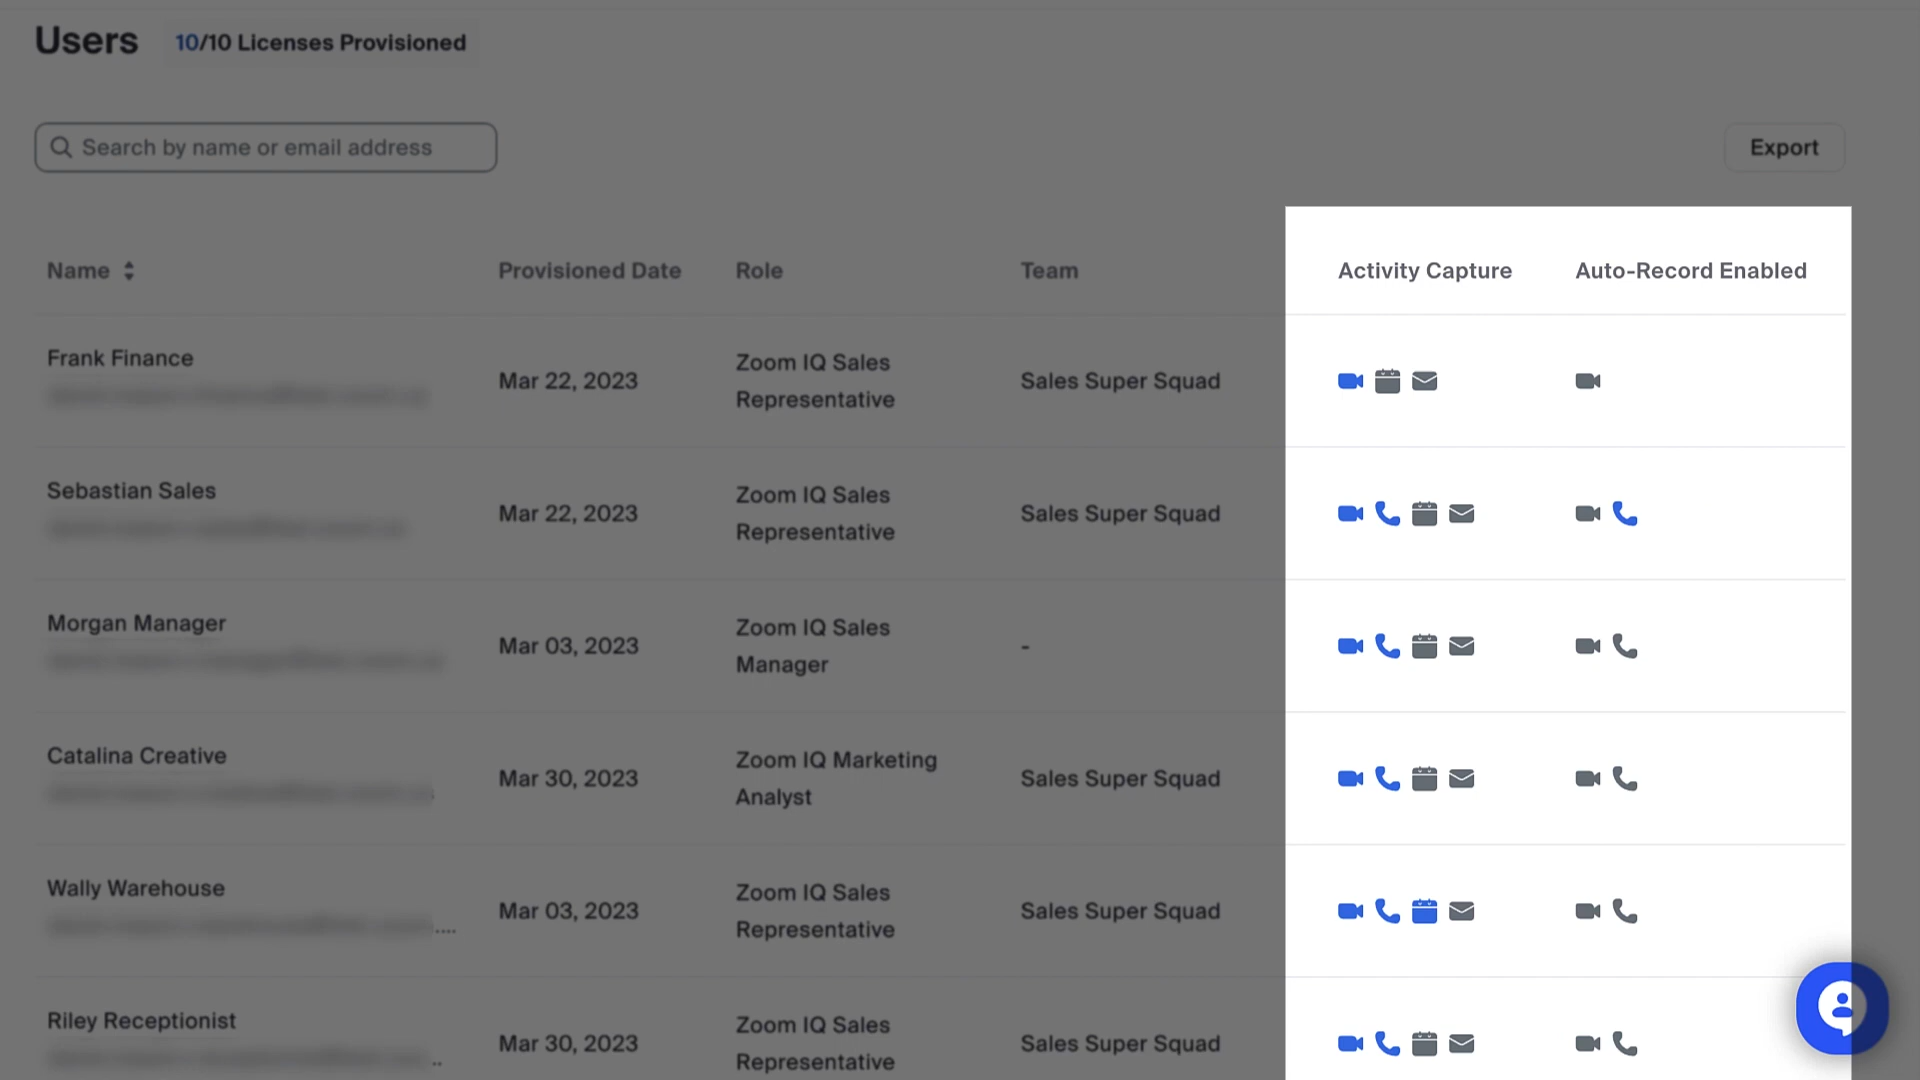 Users 10/10 Licenses Provisioned
Search by name or email address
Export
Name Provisioned Date Role Team Activity Capture Auto-Record Enabled
Frank Finance
Mar 22, 2023
Zoom IQ Sales
Representative
Sales Super Squad
Sebastian Sales
Mar 22, 2023
Zoom IQ Sales
Representative
Sales Super Squad
Morgan Manager
Mar 03, 2023
Zoom IQ Sales
Manager
-
Catalina Creative
Mar 30, 2023
Zoom IQ Marketing
Analyst
Sales Super Squad
Wally Warehouse
Mar 03, 2023
Zoom IQ Sales
Representative
Sales Super Squad
Riley Receptionist
Mar 30, 2023
Zoom IQ Sales
Representative
Sales Super Squad